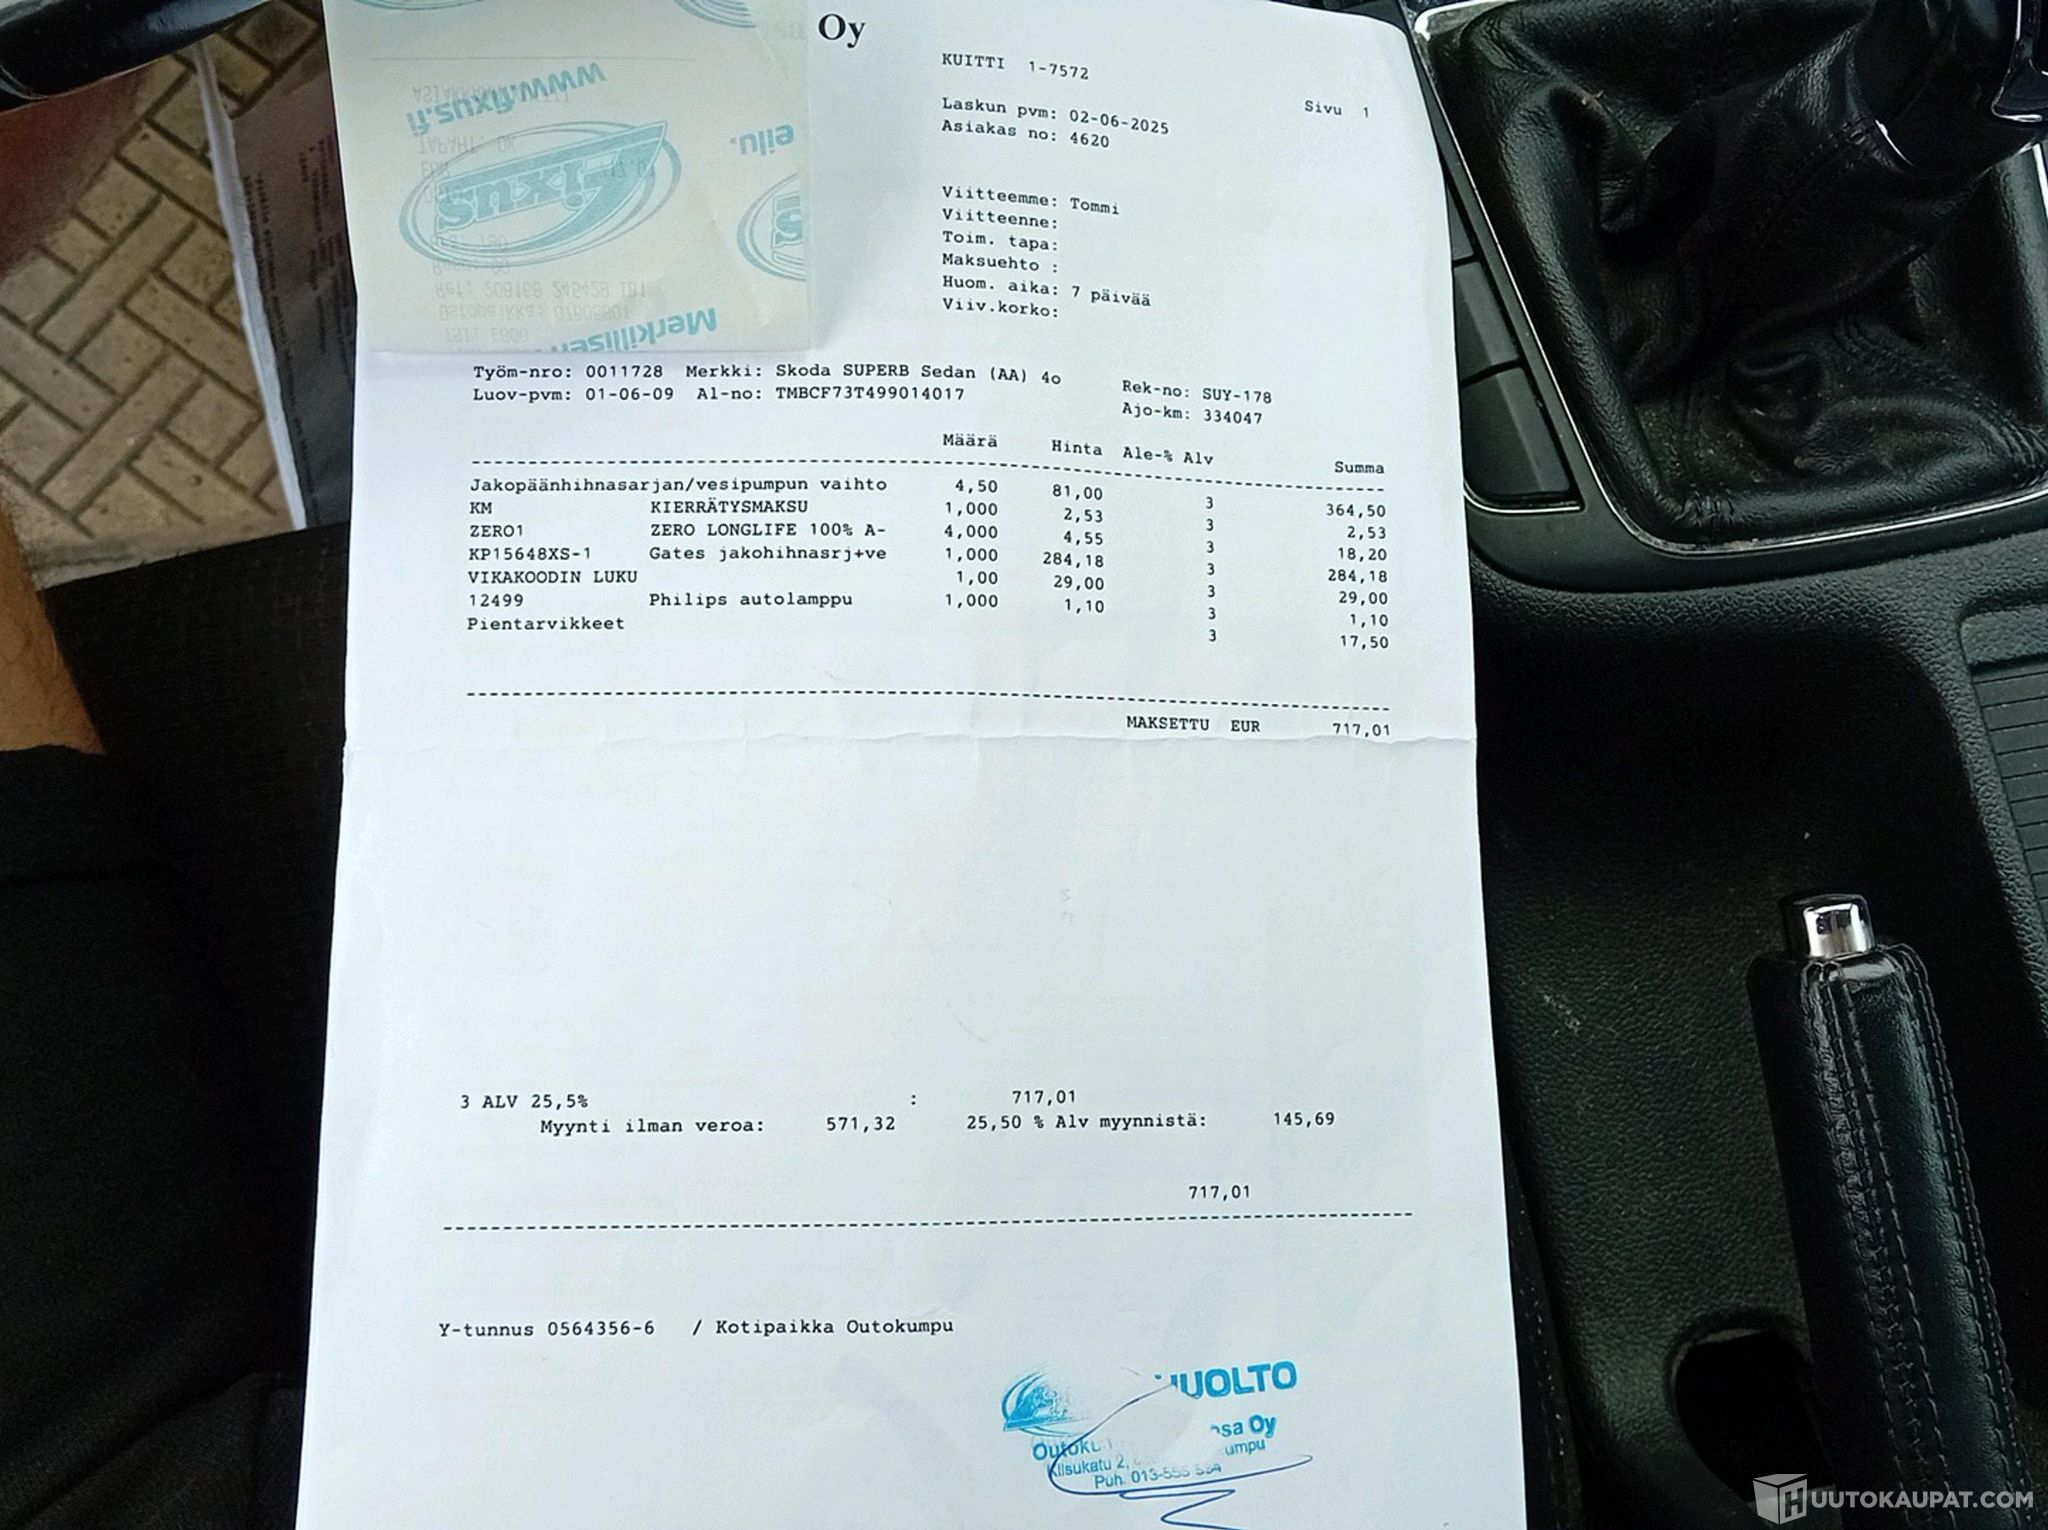 Oy
KUITTI 1-7572
Sivu 1
Laskun pvm: 02-06-2025
Asiakas no: 4620
Viitteemme: Tommi
Viitteenne:
Toim. tapa:
Maksuehto :
Huom. aika: 7 päivää
Viiv.korko:
www.fixus.fi
Fixus
eilu.
Merkillisen
Työm-nro: 0011728 Merkki: Skoda SUPERB Sedan (AA) 4o Rek-no: SUY-178
Luov-pvm: 01-06-09 Al-no: TMBCF73T499014017 Ajo-km: 334047
Määrä Hinta Ale-% Alv Summa
Jakopäänhihnasarjan/vesipumpun vaihto 4,50 81,00 3 364,50
KM KIERRÄTYSMAKSU 1,000 2,53 3 2,53
ZERO1 ZERO LONGLIFE 100% A- 4,000 4,55 3 18,20
KP15648XS-1 Gates jakohihnasrj+ve 1,000 284,18 3 284,18
VIKAKOODIN LUKU 1,00 29,00 3 29,00
12499 Philips autolamppu 1,000 1,10 3 1,10
Pientarvikkeet 3 17,50
MAKSETTU EUR 717,01
3 ALV 25,5% : 717,01
Myynti ilman veroa: 571,32 25,50 % Alv myynnistä: 145,69
717,01
Y-tunnus 0564356-6 / Kotipaikka Outokumpu
HUOLTO
Oy
Kiisukatu 2,
Puh. 013-555
HUUTOKAUPAT.COM